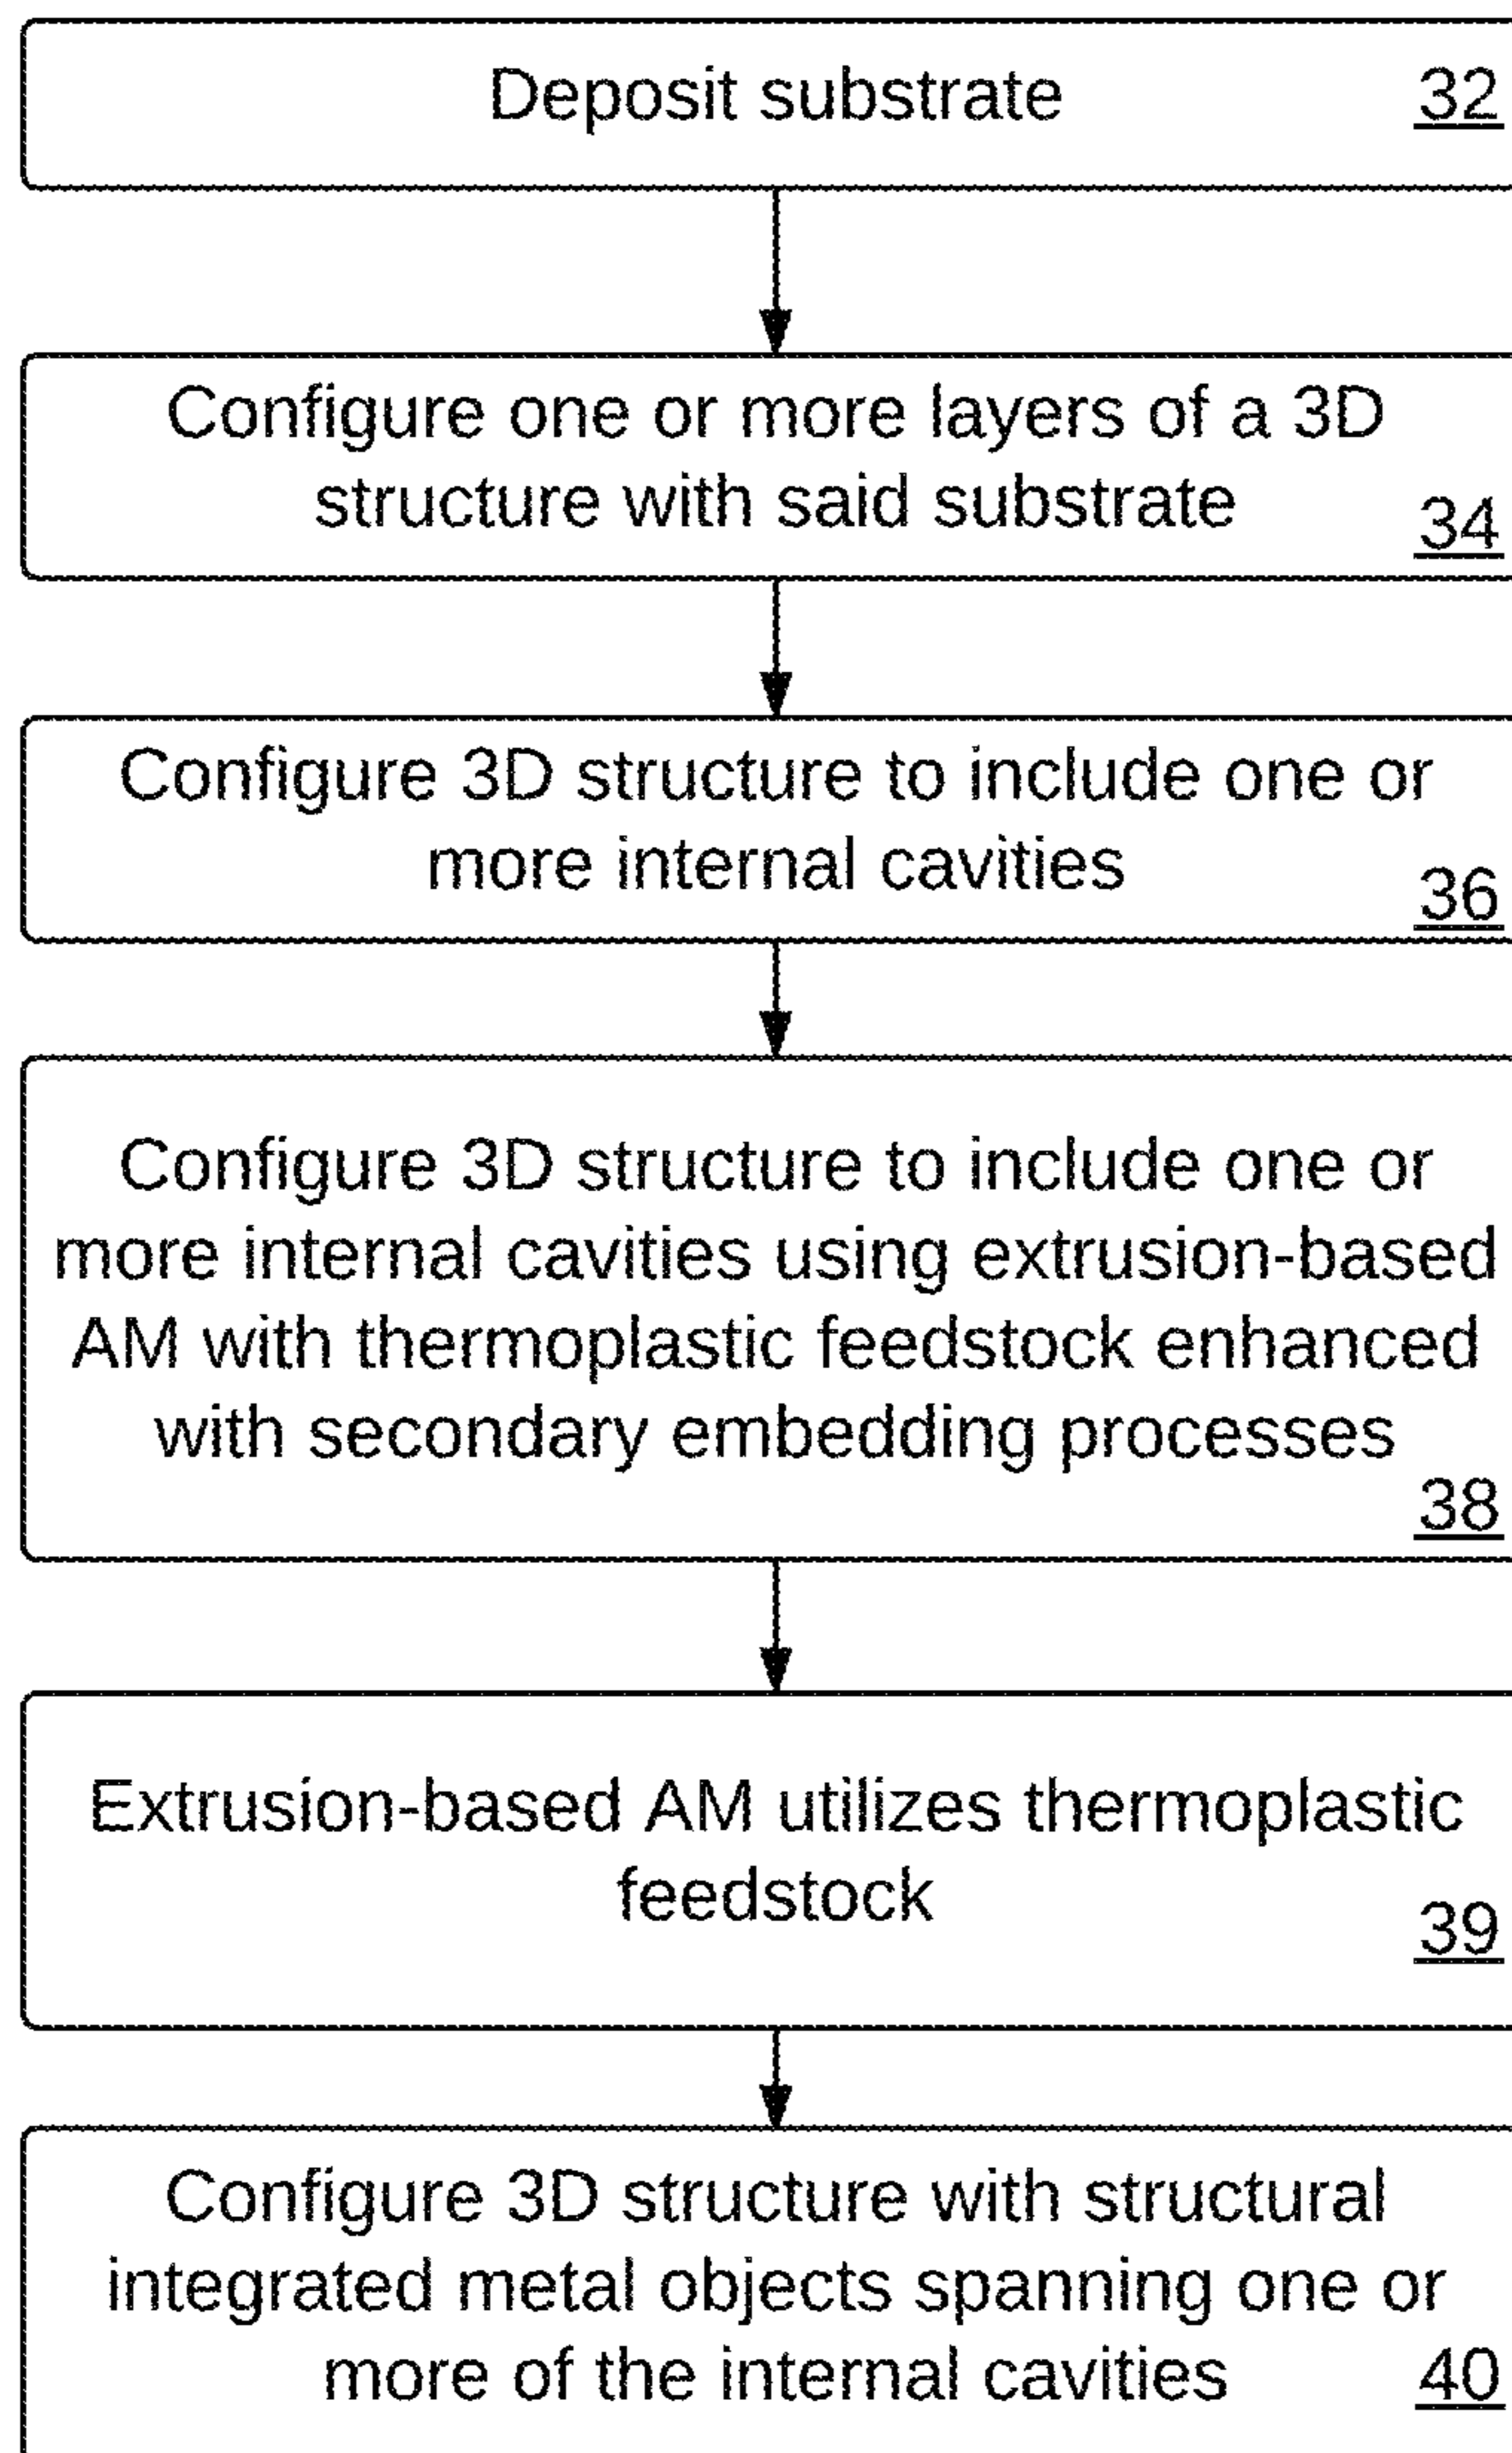 Deposit substrate
32
Configure one or more layers of a 3D
structure with said substrate
34
Configure 3D structure to include one or
more internal cavities
36
Configure 3D structure to include one or
more internal cavities using extrusion-based
AM with thermoplastic feedstock enhanced
with secondary embedding processes
38
Extrusion-based AM utilizes thermoplastic
feedstock
39
Configure 3D structure with structural
integrated metal objects spanning one or
more of the internal cavities
40